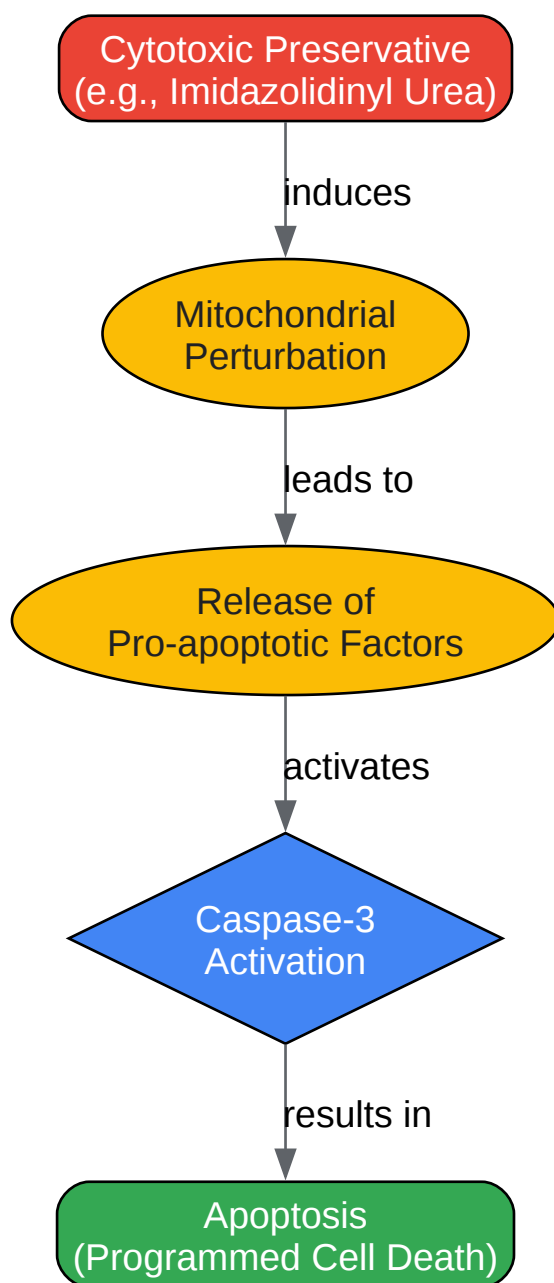 Cytotoxic Preservative
(e.g., Imidazolidinyl Urea)
induces
Mitochondrial
Perturbation
leads to
Release of
Pro-apoptotic Factors
activates
Caspase-3
Activation
results in
Apoptosis
(Programmed Cell Death)